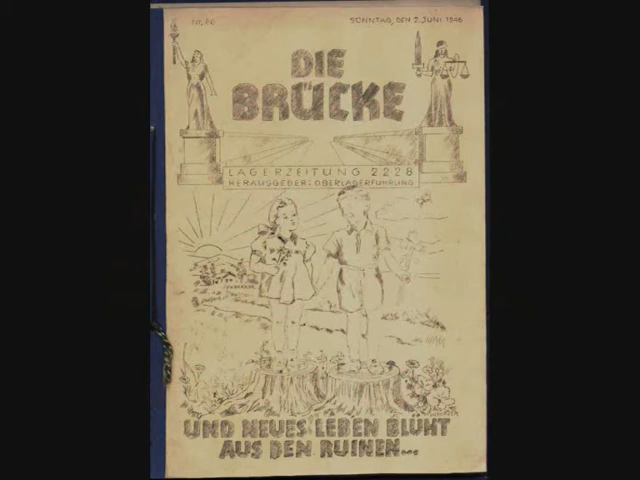 SONNTAG, DEN 2. JUNI 1946
DIE
BRÜCKE
LAGERZEITUNG 2228
HERAUSGEBER: OBERLAGERFÜHRUNG
UND NEUES LEBEN BLÜHT
AUS DEN RUINEN...